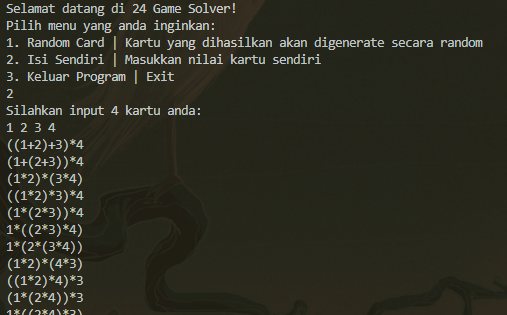 Selamat datang di 24 Game Solver!
Pilih menu yang anda inginkan:
1. Random Card | Kartu yang dihasilkan akan digenerate secara random
2. Isi Sendiri | Masukkan nilai kartu sendiri
3. Keluar Program | Exit
2
Silahkan input 4 kartu anda:
1 2 3 4
((1+2)+3)*4
(1+(2+3))*4
(1*2)*(3*4)
((1*2)*3)*4
(1*(2*3))*4
1*((2*3)*4)
1*(2*(3*4))
(1*2)*(4*3)
((1*2)*4)*3
(1*(2*4))*3
1*((2*4)*3)